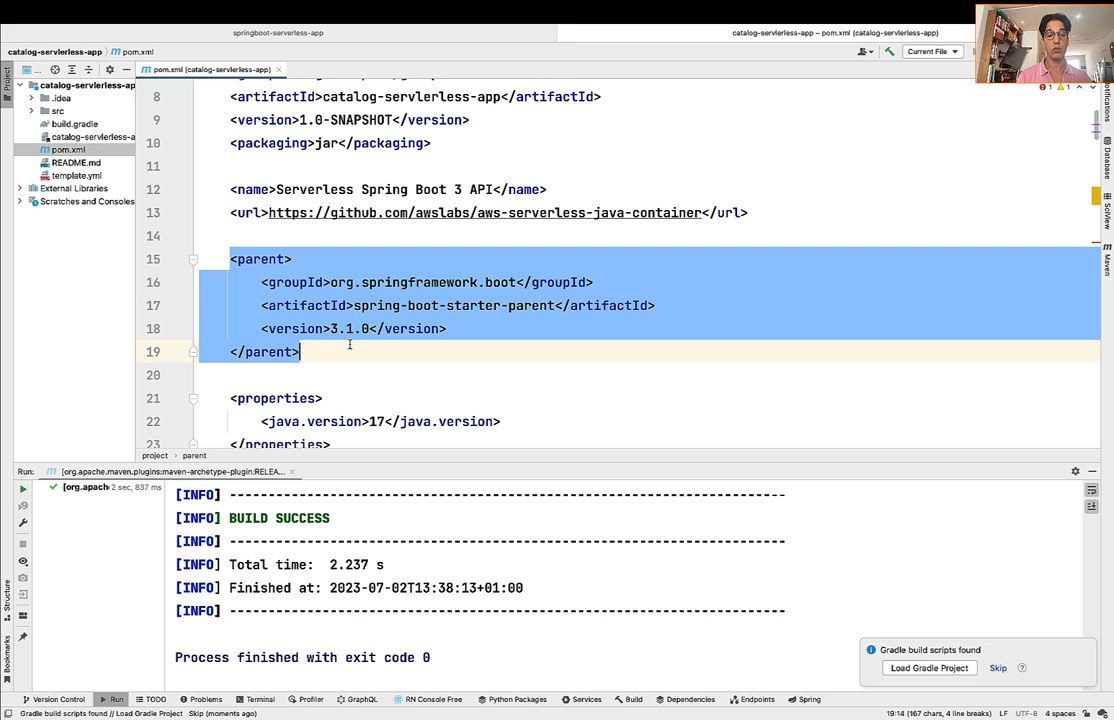 springboot-serverless-app
catalog-servlerless-app – pom.xml (catalog-servlerless-app)
catalog-servlerless-app
pom.xml
Current File
Project
...
pom.xml (catalog-servlerless-app)
catalog-servlerless-ap
.idea
src
build.gradle
catalog-servlerless-a
pom.xml
README.md
template.yml
External Libraries
Scratches and Consoles
8 <artifactId>catalog-servlerless-app</artifactId>
9 <version>1.0-SNAPSHOT</version>
10 <packaging>jar</packaging>
11
12 <name>Serverless Spring Boot 3 API</name>
13 <url>https://github.com/awslabs/aws-serverless-java-container</url>
14
15 <parent>
16 <groupId>org.springframework.boot</groupId>
17 <artifactId>spring-boot-starter-parent</artifactId>
18 <version>3.1.0</version>
19 </parent>
20
21 <properties>
22 <java.version>17</java.version>
23 </properties>
1 1
Notifications
Database
SciView
Maven
project › parent
Run: [org.apache.maven.plugins:maven-archetype-plugin:RELEA...
[org.apach 2 sec, 837 ms
[INFO] ------------------------------------------------------------------------
[INFO] BUILD SUCCESS
[INFO] ------------------------------------------------------------------------
[INFO] Total time:  2.237 s
[INFO] Finished at: 2023-07-02T13:38:13+01:00
[INFO] ------------------------------------------------------------------------
Process finished with exit code 0
Structure
Bookmarks
Gradle build scripts found
Load Gradle Project Skip
Version Control Run TODO Problems Terminal Profiler GraphQL RN Console Free Python Packages Services Build Dependencies Endpoints Spring
Gradle build scripts found // Load Gradle Project Skip (moments ago) 19:14 (167 chars, 4 line breaks) LF UTF-8 4 spaces